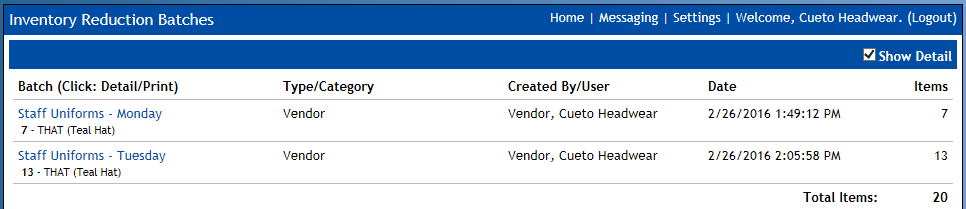 Inventory Reduction Batches Home | Messaging | Settings | Welcome, Cueto Headwear. (Logout)
Show Detail
Batch (Click: Detail/Print) Type/Category Created By/User Date Items
Staff Uniforms - Monday Vendor Vendor, Cueto Headwear 2/26/2016 1:49:12 PM 7
7 - THAT (Teal Hat)
Staff Uniforms - Tuesday Vendor Vendor, Cueto Headwear 2/26/2016 2:05:58 PM 13
13 - THAT (Teal Hat)
Total Items: 20